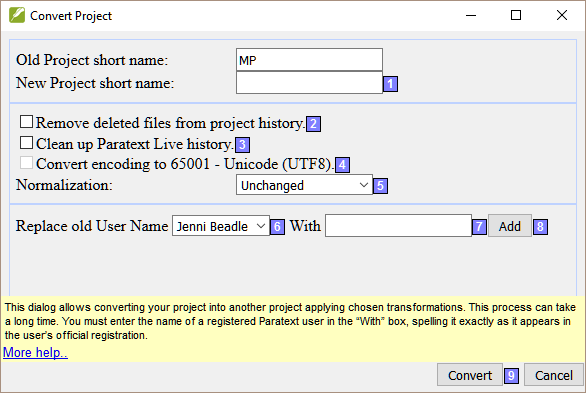 Convert Project
Old Project short name: MP
New Project short name: 1
Remove deleted files from project history. 2
Clean up Paratext Live history. 3
Convert encoding to 65001 - Unicode (UTF8). 4
Normalization: Unchanged 5
Replace old User Name Jenni Beadle 6 With 7 Add 8
This dialog allows converting your project into another project applying chosen transformations. This process can take
a long time. You must enter the name of a registered Paratext user in the “With” box, spelling it exactly as it appears in
the user's official registration.
More help..
Convert 9 Cancel